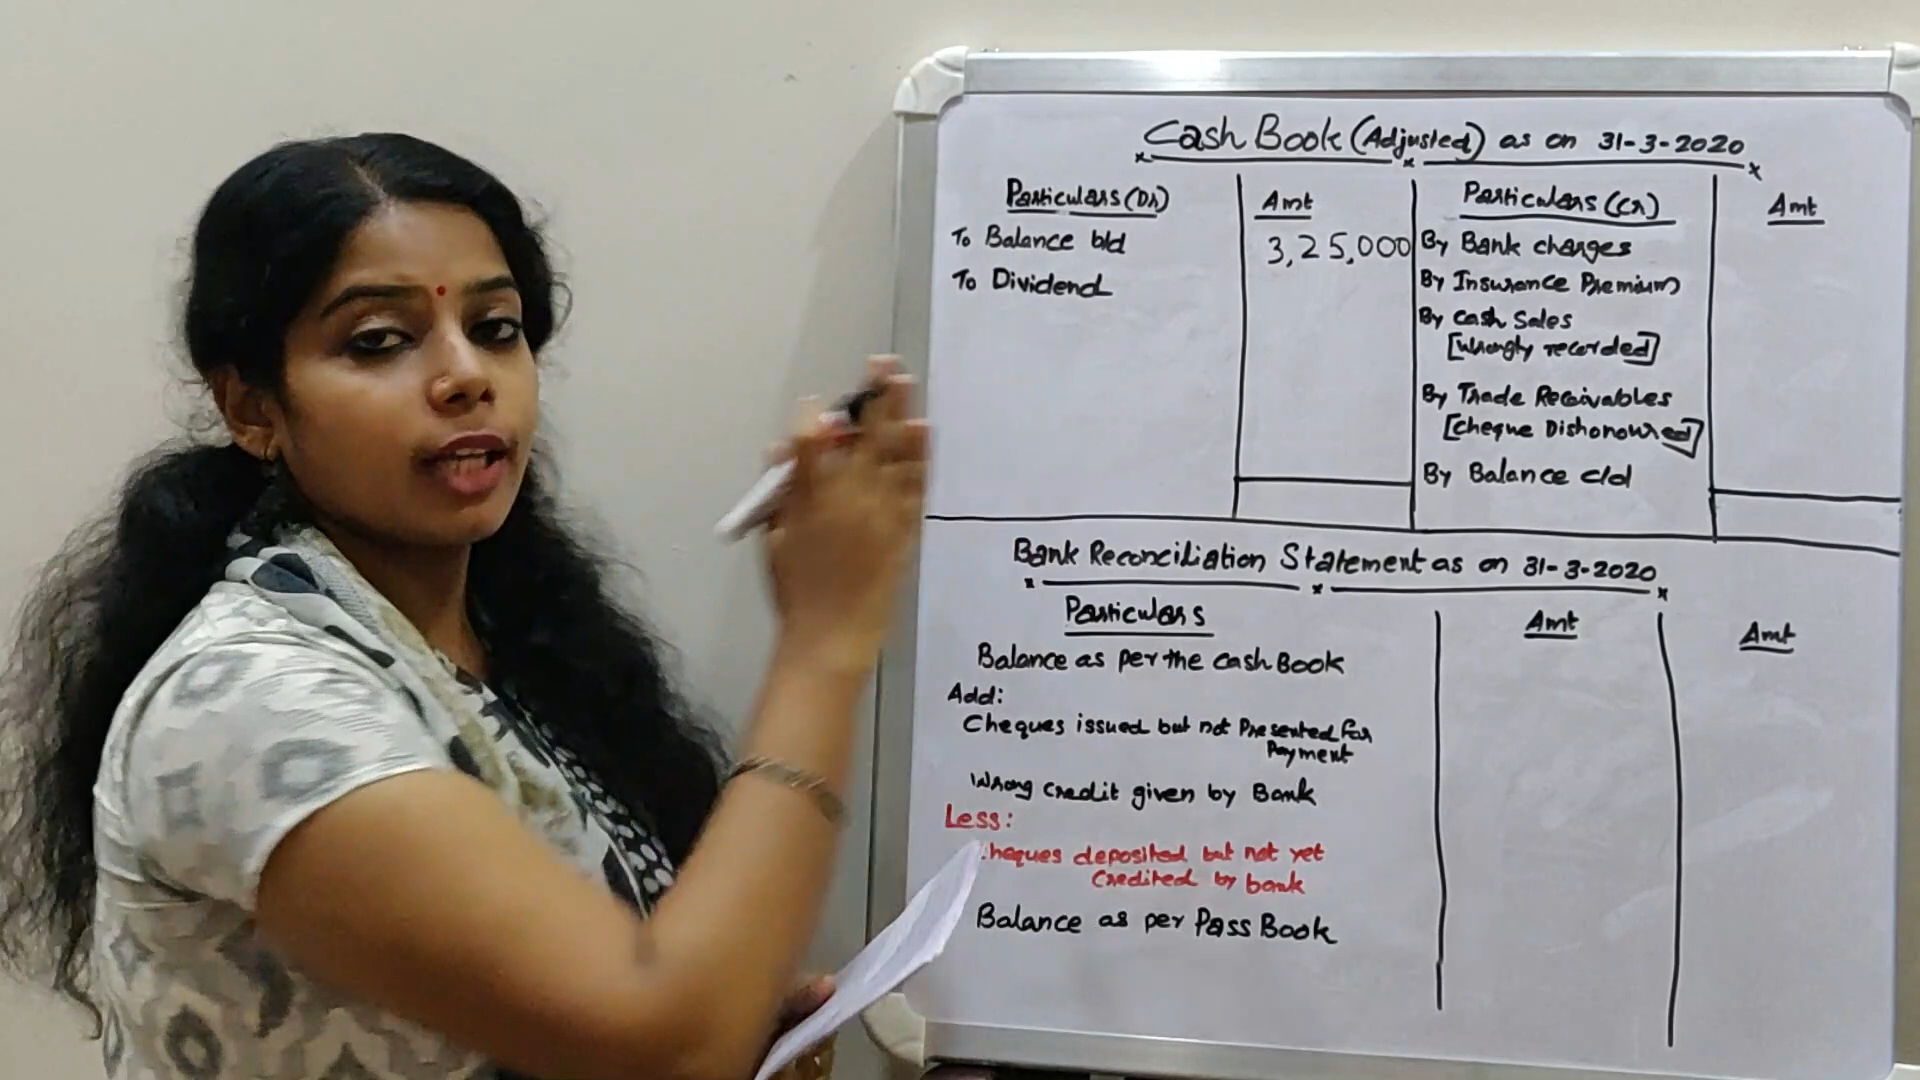 Cash Book (Adjusted) as on 31-3-2020
Particulars (Dr)
Amt
Particulars (Cr)
Amt
To Balance b/d
3,25,000
By Bank charges
To Dividend
By Insurance Premium
By Cash Sales
[Wrongly recorded]
By Trade Receivables
[Cheque Dishonoured]
By Balance c/d
Bank Reconciliation Statement as on 31-3-2020
Particulars
Amt
Amt
Balance as per the Cash Book
Add:
Cheques issued but not Presented for
Payment
Wrong credit given by Bank
Less:
Cheques deposited but not yet
Credited by bank
Balance as per Pass Book